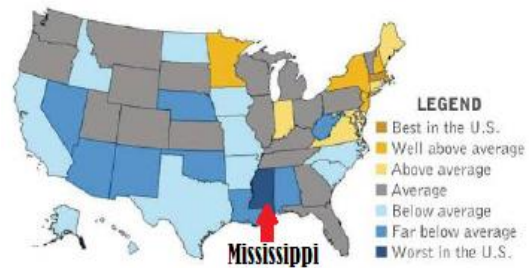 LEGEND
Best in the U.S.
Well above average
Above average
Average
Below average
Far below average
Worst in the U.S.
Mississippi